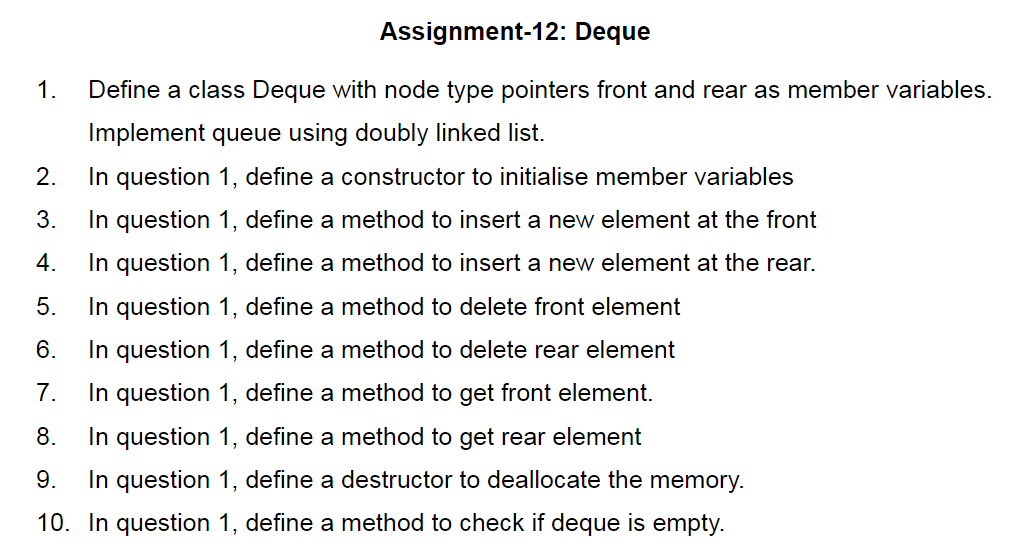 Assignment-12: Deque
1. Define a class Deque with node type pointers front and rear as member variables.
Implement queue using doubly linked list.
2. In question 1, define a constructor to initialise member variables
3. In question 1, define a method to insert a new element at the front
4. In question 1, define a method to insert a new element at the rear.
5. In question 1, define a method to delete front element
6. In question 1, define a method to delete rear element
7. In question 1, define a method to get front element.
8. In question 1, define a method to get rear element
9. In question 1, define a destructor to deallocate the memory.
10. In question 1, define a method to check if deque is empty.